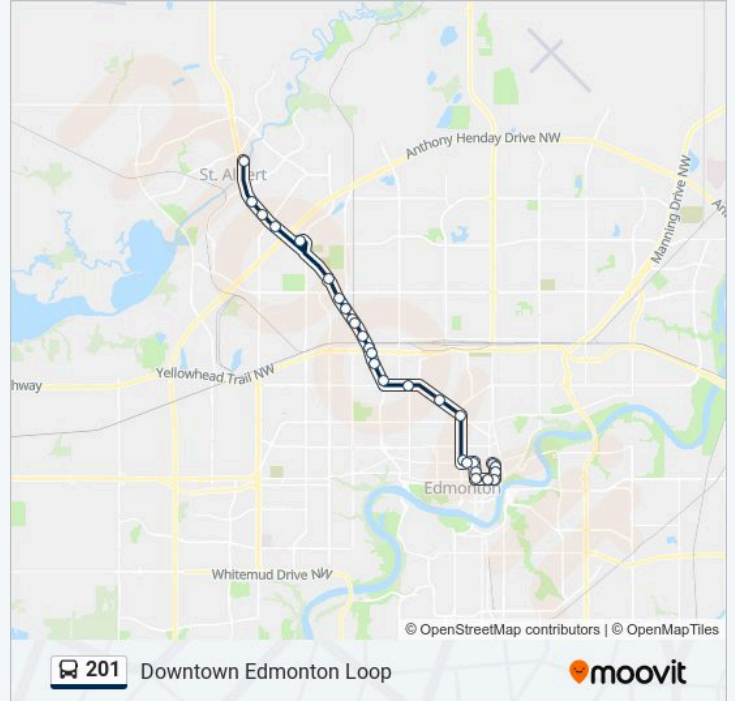 Anthony Henday Drive NW
St. Albert
Manning Drive NW
Yellowhead Trail NW
hway
Edmonton
Whitemud Drive NW
© OpenStreetMap contributors | © OpenMapTiles
201 Downtown Edmonton Loop
moovit